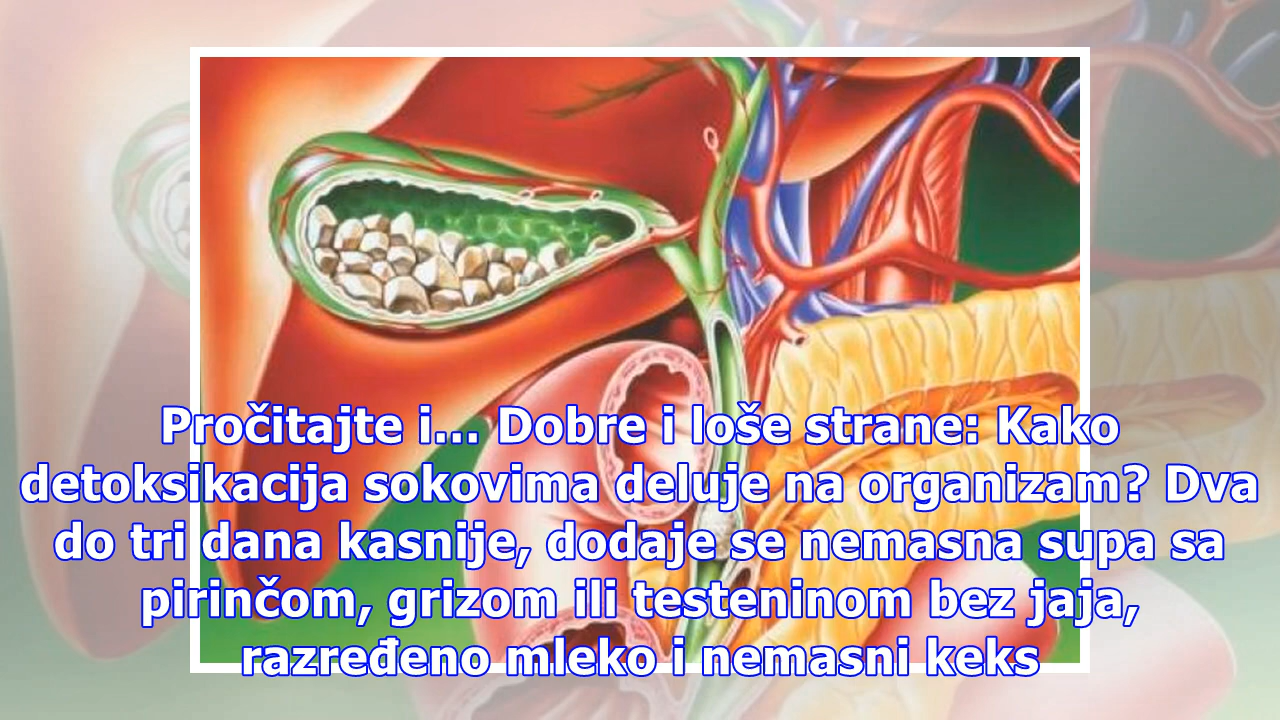 Pročitajte i... Dobre i loše strane: Kako
detoksikacija sokovima deluje na organizam? Dva
do tri dana kasnije, dodaje se nemasna supa sa
pirinčom, grizom ili testeninom bez jaja,
razređeno mleko i nemasni keks